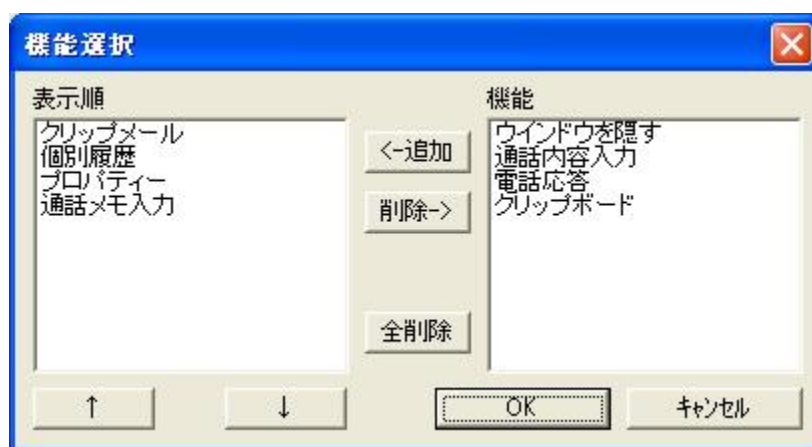 機能選択
表示順
クリップメール
個別履歴
プロパティー
通話メモ入力
<-追加
削除->
全削除
機能
ウインドウを隠す
通話内容入力
電話応答
クリップボード
↑
↓
OK
キャンセル